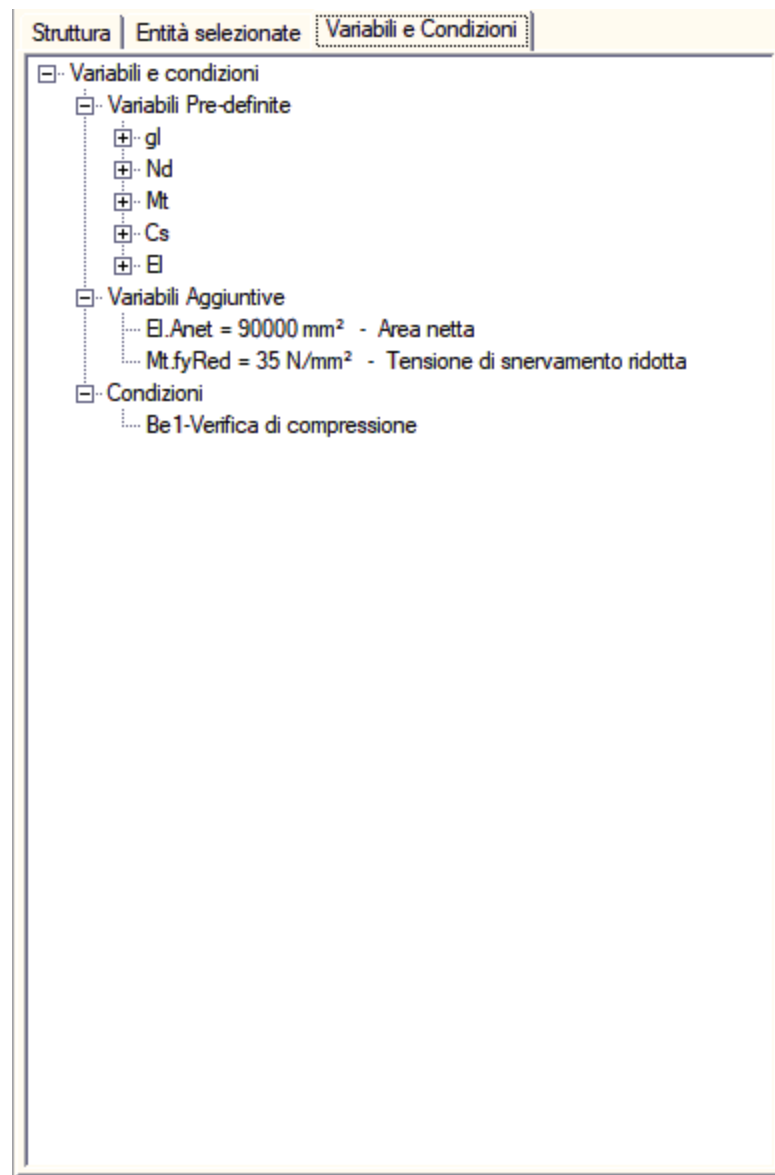 Struttura Entità selezionate Variabili e Condizioni
Variabili e condizioni
Variabili Pre-definite
gl
Nd
Mt
Cs
El
Variabili Aggiuntive
El.Anet = 90000 mm² - Area netta
Mt.fyRed = 35 N/mm² - Tensione di snervamento ridotta
Condizioni
Be1-Verifica di compressione